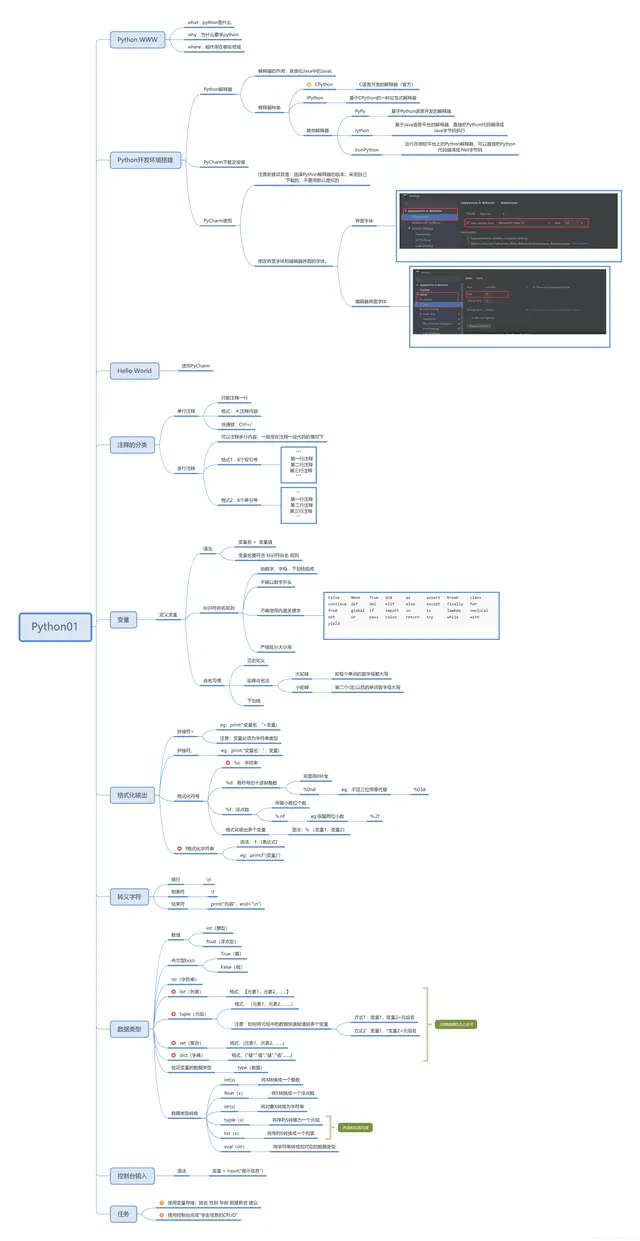 Python01
Python WWW
what：python是什么
why：为什么要学python
where：能作用在哪些领域
Python开发环境搭建
Python解释器
解释器的作用：就类似Java中的Javac
解释器种类
CPython
C语言开发的解释器（官方）
IPython
基于CPython的一种交互式解释器
其他解释器
PyPy
基于Python语言开发的解释器
Jython
基于Java语言平台的解释器，直接把Python代码编译成
Java字节码执行
IronPython
运行在微软平台上的Python解释器，可以直接把Python
代码编译成.Net字节码
PyCharm下载及安装
PyCharm使用
注意新建项目是：选择Python解释器的版本，采用自己
下载的，不要用默认虚拟的
修改界面字体和编辑器界面的字体。
界面字体
编辑器界面字体
Hello World
使用PyCharm
注释的分类
单行注释
只能注释一行
格式： # 注释内容
快捷键：Ctrl+/
多行注释
可以注释多行内容，一般用在注释一段代码的情况下
格式1：6个双引号
"""
第一行注释
第二行注释
第三行注释
"""
格式2：6个单引号
'''
第一行注释
第二行注释
第三行注释
'''
变量
定义变量
语法
变量名 = 变量值
变量名要符合 标识符命名 规则
标识符命名规则
由数字、字母、下划线组成
不能以数字开头
不能使用内置关键字
False None True and as assert break class
continue def del elif else except finally for
from global if import in is lambda nonlocal
not or pass raise return try while with
yield
严格区分大小写
命名习惯
见名知义
驼峰命名法
大驼峰
即每个单词的首字母都大写
小驼峰
第二个(含)以后的单词首字母大写
下划线
格式化输出
拼接符+
eg：print("变量名："+变量)
注意：变量必须为字符串类型
拼接符,
eg：print("变量名：", 变量)
格式化符号
%s：字符串
%d：有符号的十进制整数
%0nd
eg：不足三位用零代替
%03d
%f：浮点数
保留小数位个数
%.nf
eg:保留两位小数
%.2f
格式化输出多个变量
语法：%（变量1，变量2）
f格式化字符串
语法： f '{表达式}'
eg：print(f"{变量}")
转义字符
换行
\n
制表符
\t
结束符
print("内容"，end="\n")
数据类型
数值
int（整型）
float（浮点型）
布尔型bool
True（真）
False（假）
str（字符串）
list（列表）
格式：【元素1，元素2，....】
tuple（元组）
格式：（元素1，元素2，....）
注意：如何将元组中的数据快速赋值给多个变量
方式1：变量1，变量2=元组名
方式2：变量1，*变量2=元组名
set（集合）
格式：{元素1，元素2，....}
dict（字典）
格式：{"键":"值","键":"值",......}
验证变量的数据类型
type（数据）
数据类型转换
int(x)
将X转换成一个整数
float（x）
将X转换成一个浮点数
str(x)
将对象X转换为字符串
tuple（s）
将序列S转换为一个元组
list（s）
将序列S转换成一个列表
eval（str）
将字符串转成相对应的数据类型
控制台输入
语法
变量 = input("提示信息")
任务
使用变量存储：姓名 性别 年龄 期望薪资 建议
使用控制台完成"学生信息的CRUD"